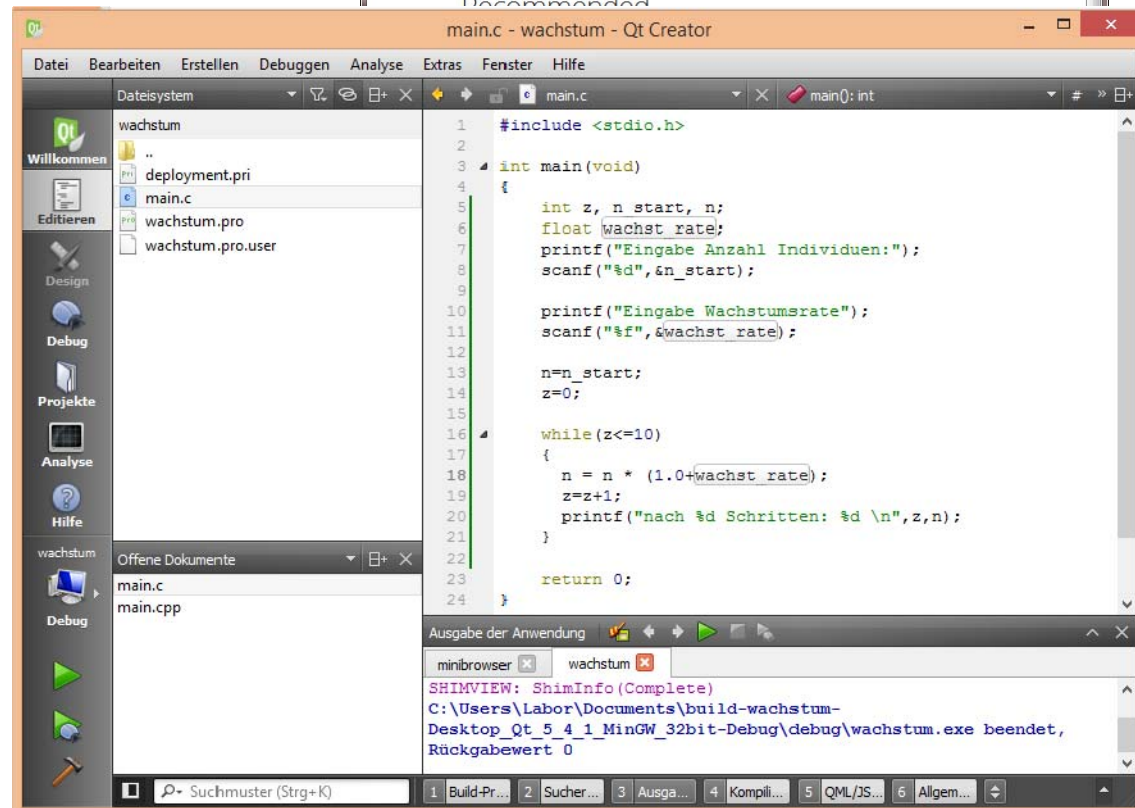 Recommended
main.c - wachstum - Qt Creator
Datei Bearbeiten Erstellen Debuggen Analyse Extras Fenster Hilfe
Dateisystem
main.c
main(): int
#
Qt
Willkommen
Editieren
Design
Debug
Projekte
Analyse
Hilfe
wachstum
Debug
wachstum
..
deployment.pri
main.c
wachstum.pro
wachstum.pro.user
Offene Dokumente
main.c
main.cpp
1 #include <stdio.h>
2
3 int main(void)
4 {
5 int z, n_start, n;
6 float wachst_rate;
7 printf("Eingabe Anzahl Individuen:");
8 scanf("%d",&n_start);
9
10 printf("Eingabe Wachstumsrate");
11 scanf("%f",&wachst_rate);
12
13 n=n_start;
14 z=0;
15
16 while(z<=10)
17 {
18 n = n * (1.0+wachst_rate);
19 z=z+1;
20 printf("nach %d Schritten: %d \n",z,n);
21 }
22
23 return 0;
24 }
Ausgabe der Anwendung
minibrowser wachstum
SHIMVIEW: ShimInfo(Complete)
C:\Users\Labor\Documents\build-wachstum-
Desktop_Qt_5_4_1_MinGW_32bit-Debug\debug\wachstum.exe beendet,
Rückgabewert 0
Suchmuster (Strg+K)
1 Build-Pr... 2 Sucher... 3 Ausga... 4 Kompili... 5 QML/JS... 6 Allgem...